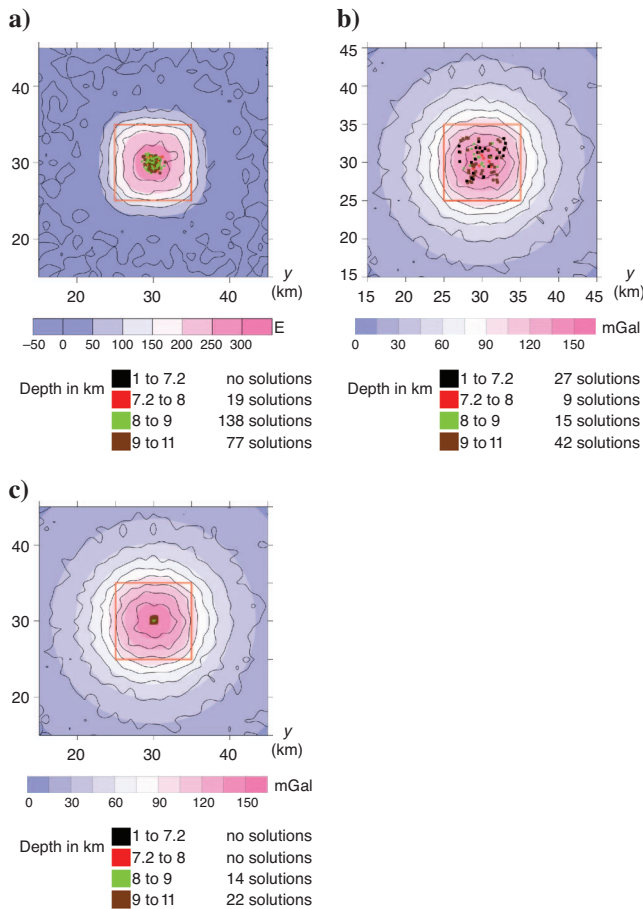 a)
40
30
20
y
20 30 40 (km)
E
−50 0 50 100 150 200 250 300
Depth in km
1 to 7.2 no solutions
7.2 to 8 19 solutions
8 to 9 138 solutions
9 to 11 77 solutions
b)
45
40
35
30
25
20
15
y
15 20 25 30 35 40 45 (km)
mGal
0 30 60 90 120 150
Depth in km
1 to 7.2 27 solutions
7.2 to 8 9 solutions
8 to 9 15 solutions
9 to 11 42 solutions
c)
40
30
20
y
20 30 40 (km)
mGal
0 30 60 90 120 150
Depth in km
1 to 7.2 no solutions
7.2 to 8 no solutions
8 to 9 14 solutions
9 to 11 22 solutions